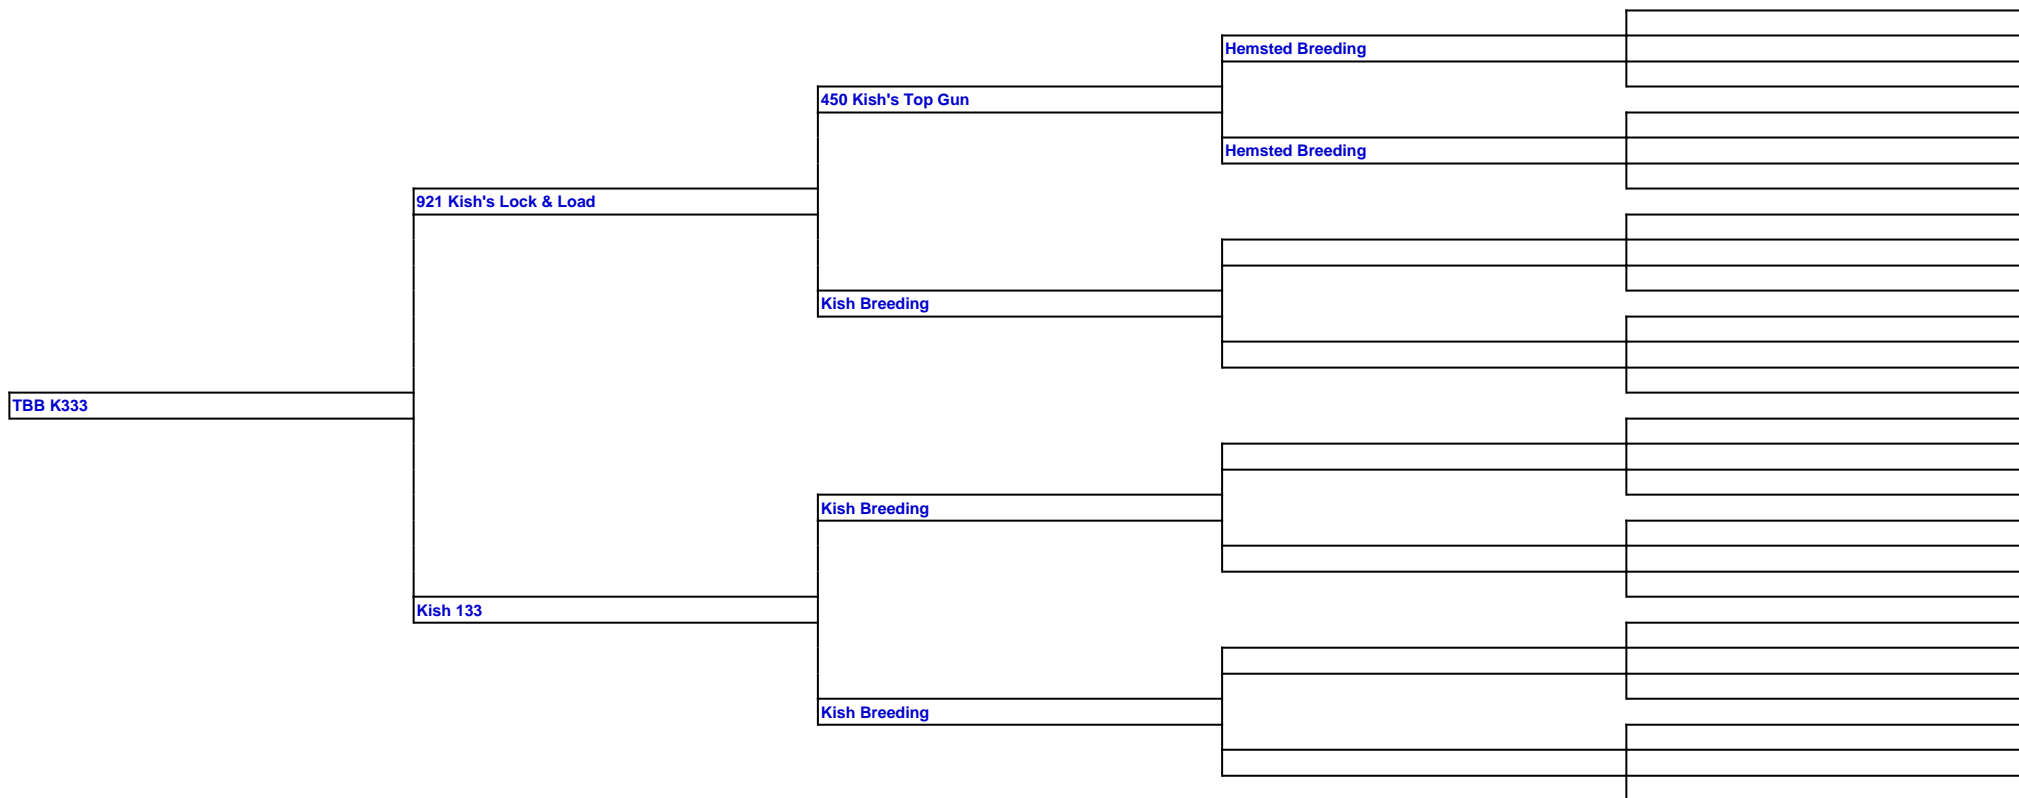 Hemsted Breeding
450 Kish's Top Gun
Hemsted Breeding
921 Kish's Lock & Load
Kish Breeding
TBB K333
Kish Breeding
Kish 133
Kish Breeding